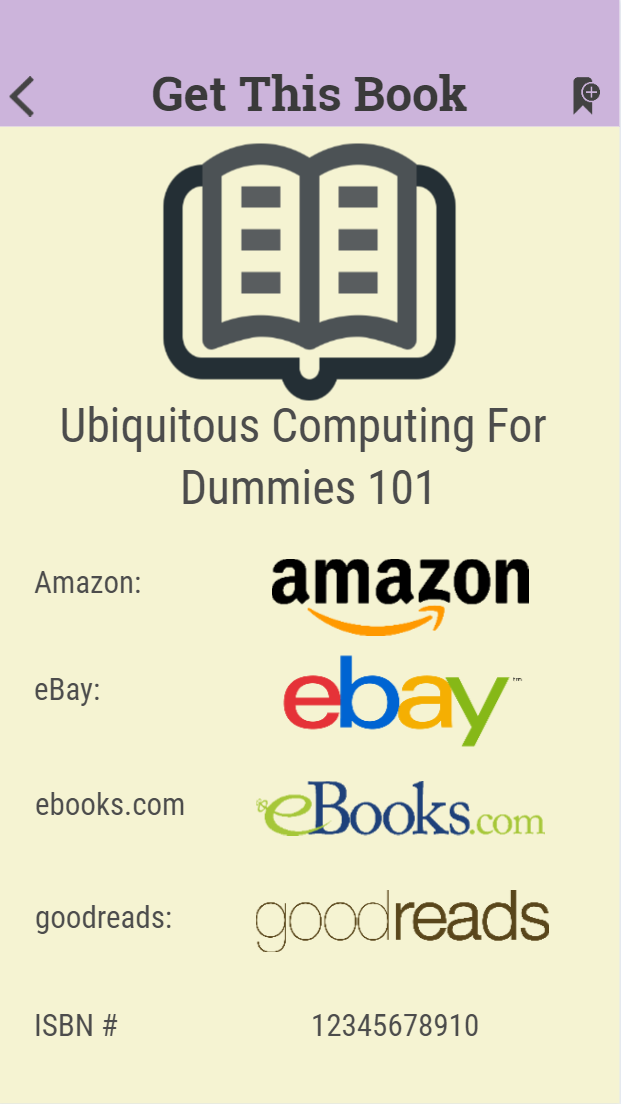 Get This Book
Ubiquitous Computing For
Dummies 101
Amazon: amazon
eBay: ebay™
ebooks.com eBooks.com
goodreads: goodreads
ISBN # 12345678910